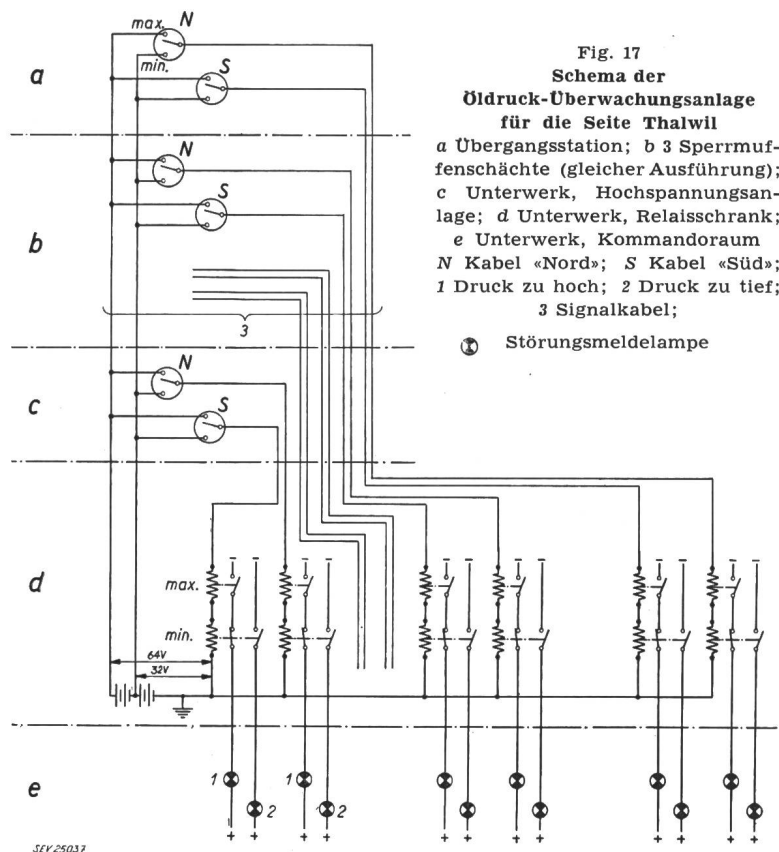 Fig. 17
Schema der
Öldruck-Überwachungsanlage
für die Seite Thalwil
a Übergangsstation; b 3 Sperrmuf-
fenschächte (gleicher Ausführung);
c Unterwerk, Hochspannungsan-
lage; d Unterwerk, Relaisschrank;
e Unterwerk, Kommandoraum
N Kabel «Nord»; S Kabel «Süd»;
1 Druck zu hoch; 2 Druck zu tief;
3 Signalkabel;
Störungsmeldelampe
max. N
min.
S
a
N
S
b
3
N
S
c
d
max.
min.
64V
32V
e
1 1
2 2
+ + + + + + + + + + + +
SEV 25037